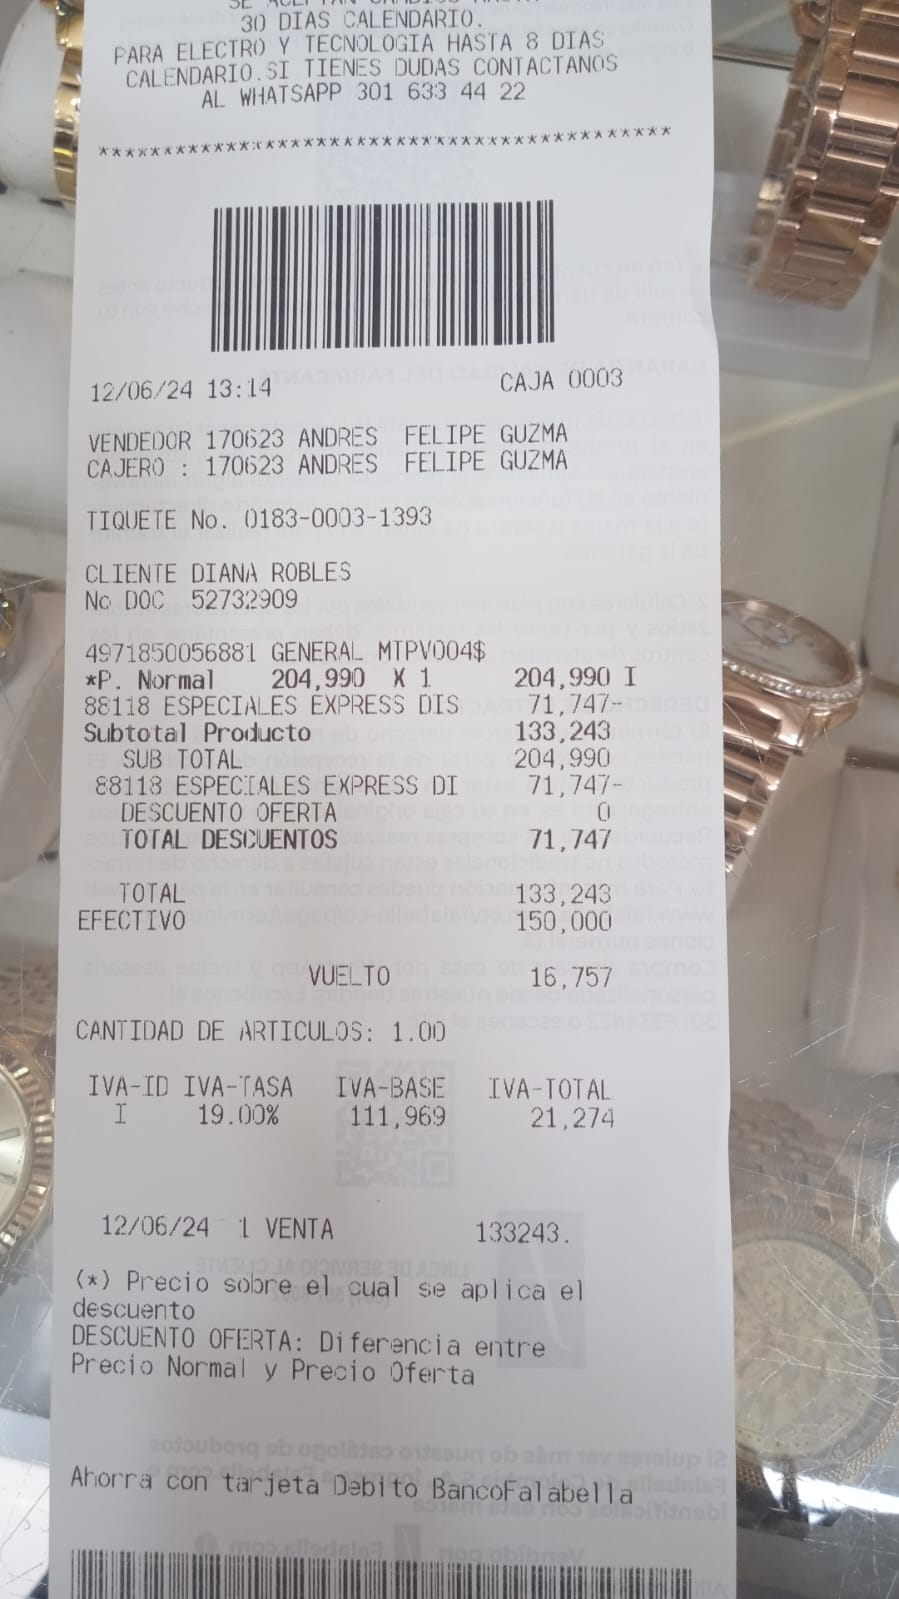 30 DIAS CALENDARIO.
PARA ELECTRO Y TECNOLOGIA HASTA 8 DIAS
CALENDARIO.SI TIENES DUDAS CONTACTANOS
AL WHATSAPP 301 633 44 22
********************************************
12/06/24 13:14 CAJA 0003
VENDEDOR 170623 ANDRES FELIPE GUZMA
CAJERO : 170623 ANDRES FELIPE GUZMA
TIQUETE No. 0183-0003-1393
CLIENTE DIANA ROBLES
No DOC 52732909
4971850056881 GENERAL MTPV004$
*P. Normal 204,990 X 1 204,990 I
88118 ESPECIALES EXPRESS DIS 71,747-
Subtotal Producto 133,243
SUB TOTAL 204,990
88118 ESPECIALES EXPRESS DI 71,747-
DESCUENTO OFERTA 0
TOTAL DESCUENTOS 71,747
TOTAL 133,243
EFECTIVO 150,000
VUELTO 16,757
CANTIDAD DE ARTICULOS: 1.00
IVA-ID IVA-TASA IVA-BASE IVA-TOTAL
I 19.00% 111,969 21,274
12/06/24 1 VENTA 133243.
(*) Precio sobre el cual se aplica el
descuento
DESCUENTO OFERTA: Diferencia entre
Precio Normal y Precio Oferta
Ahorra con tarjeta Debito BancoFalabella